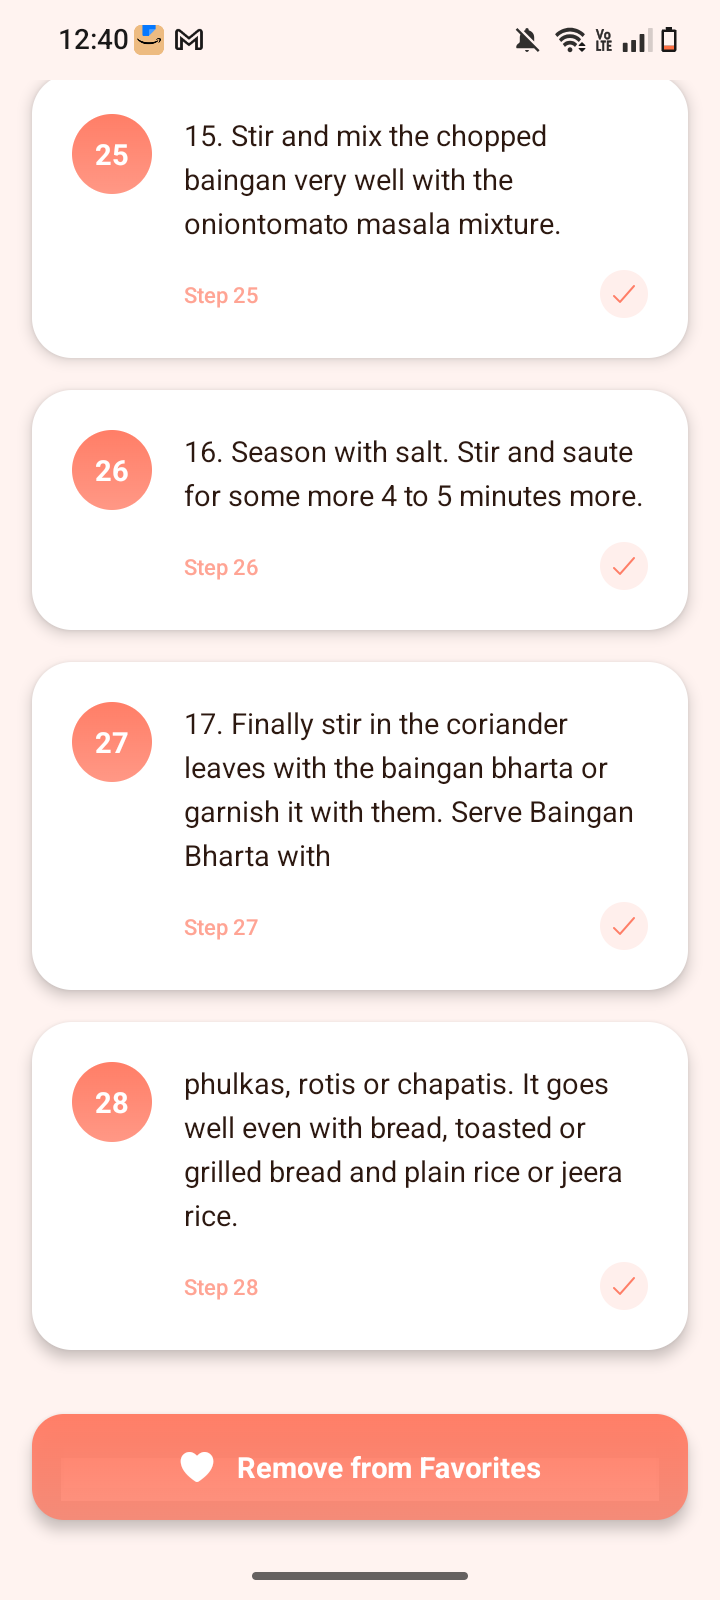 12:40
Vo
LTE
25
15. Stir and mix the chopped
baingan very well with the
oniontomato masala mixture.
Step 25
26
16. Season with salt. Stir and saute
for some more 4 to 5 minutes more.
Step 26
27
17. Finally stir in the coriander
leaves with the baingan bharta or
garnish it with them. Serve Baingan
Bharta with
Step 27
28
phulkas, rotis or chapatis. It goes
well even with bread, toasted or
grilled bread and plain rice or jeera
rice.
Step 28
Remove from Favorites